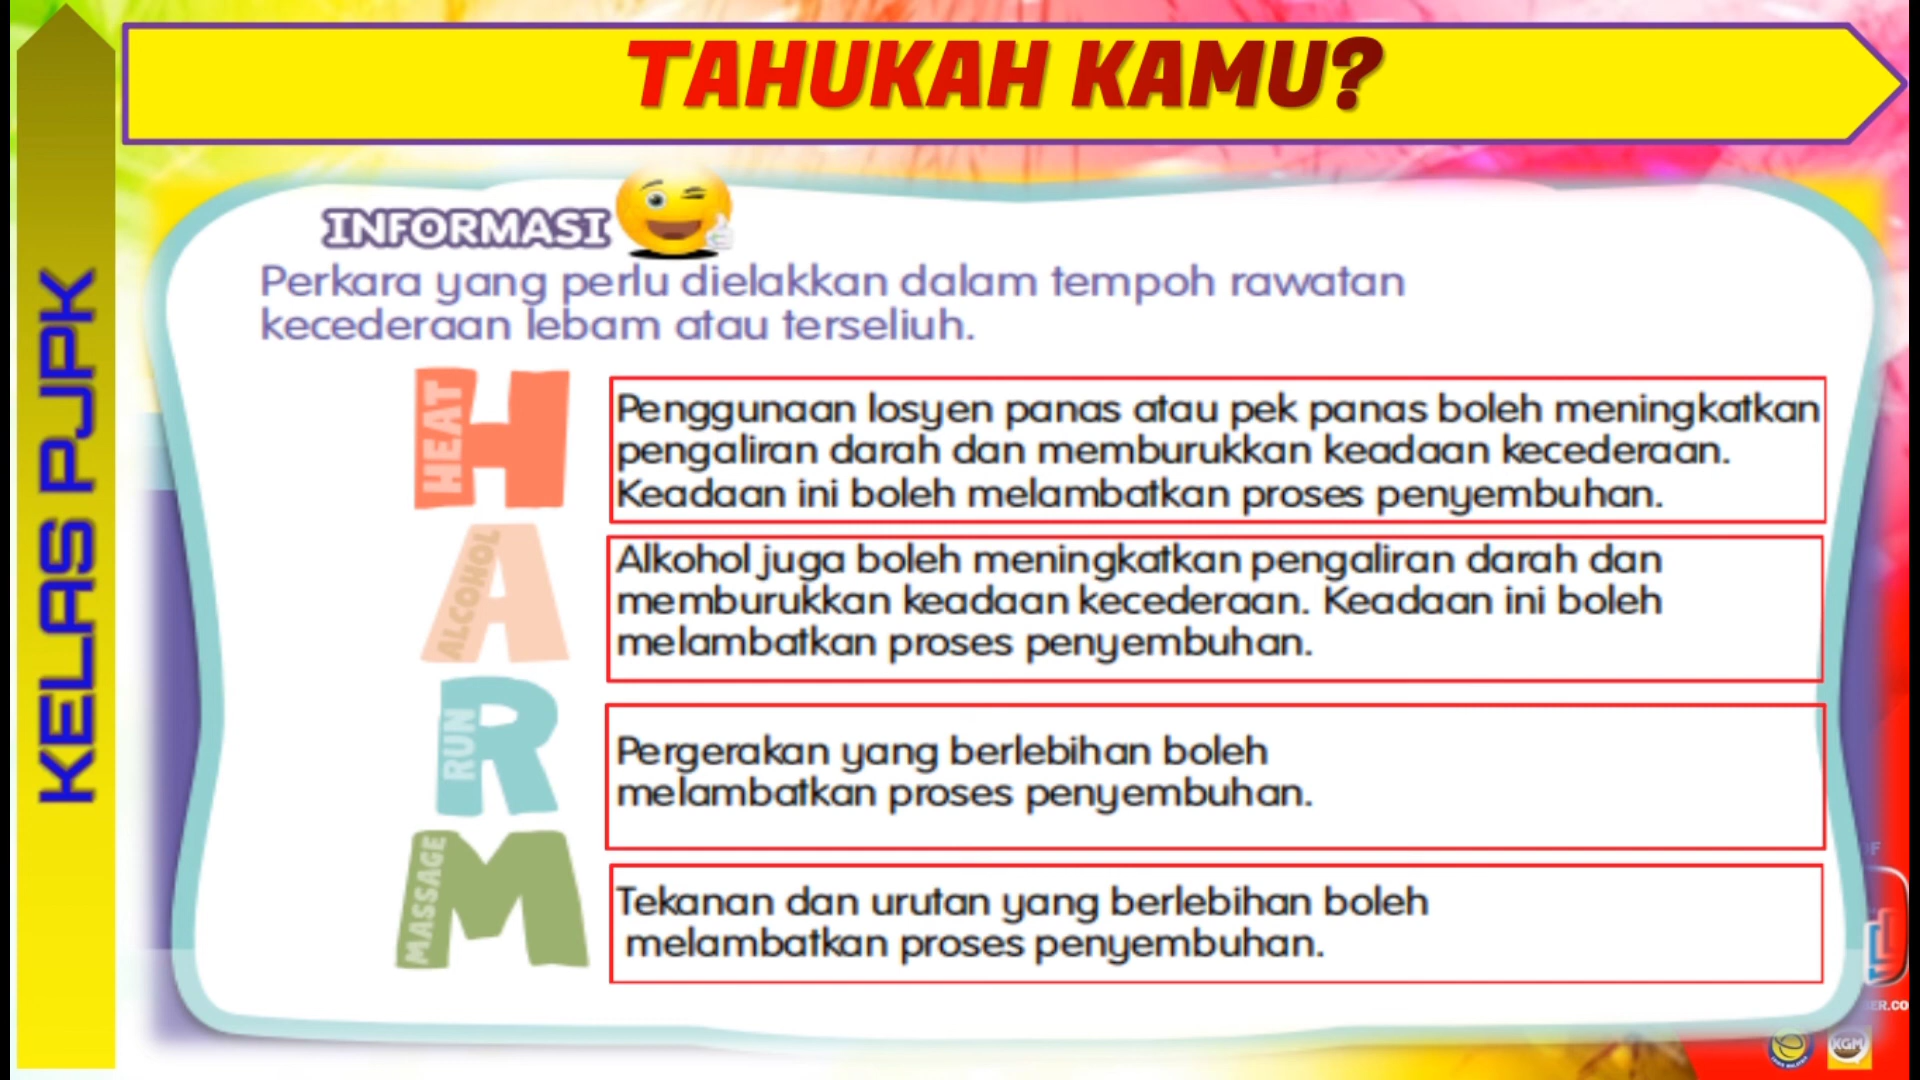 TAHUKAH KAMU?
KELAS PJPK
INFORMASI
Perkara yang perlu dielakkan dalam tempoh rawatan
kecederaan lebam atau terseliuh.
HEAT
H
Penggunaan losyen panas atau pek panas boleh meningkatkan
pengaliran darah dan memburukkan keadaan kecederaan.
Keadaan ini boleh melambatkan proses penyembuhan.
ALCOHOL
A
Alkohol juga boleh meningkatkan pengaliran darah dan
memburukkan keadaan kecederaan. Keadaan ini boleh
melambatkan proses penyembuhan.
RUN
R
Pergerakan yang berlebihan boleh
melambatkan proses penyembuhan.
MASSAGE
M
Tekanan dan urutan yang berlebihan boleh
melambatkan proses penyembuhan.
KGM